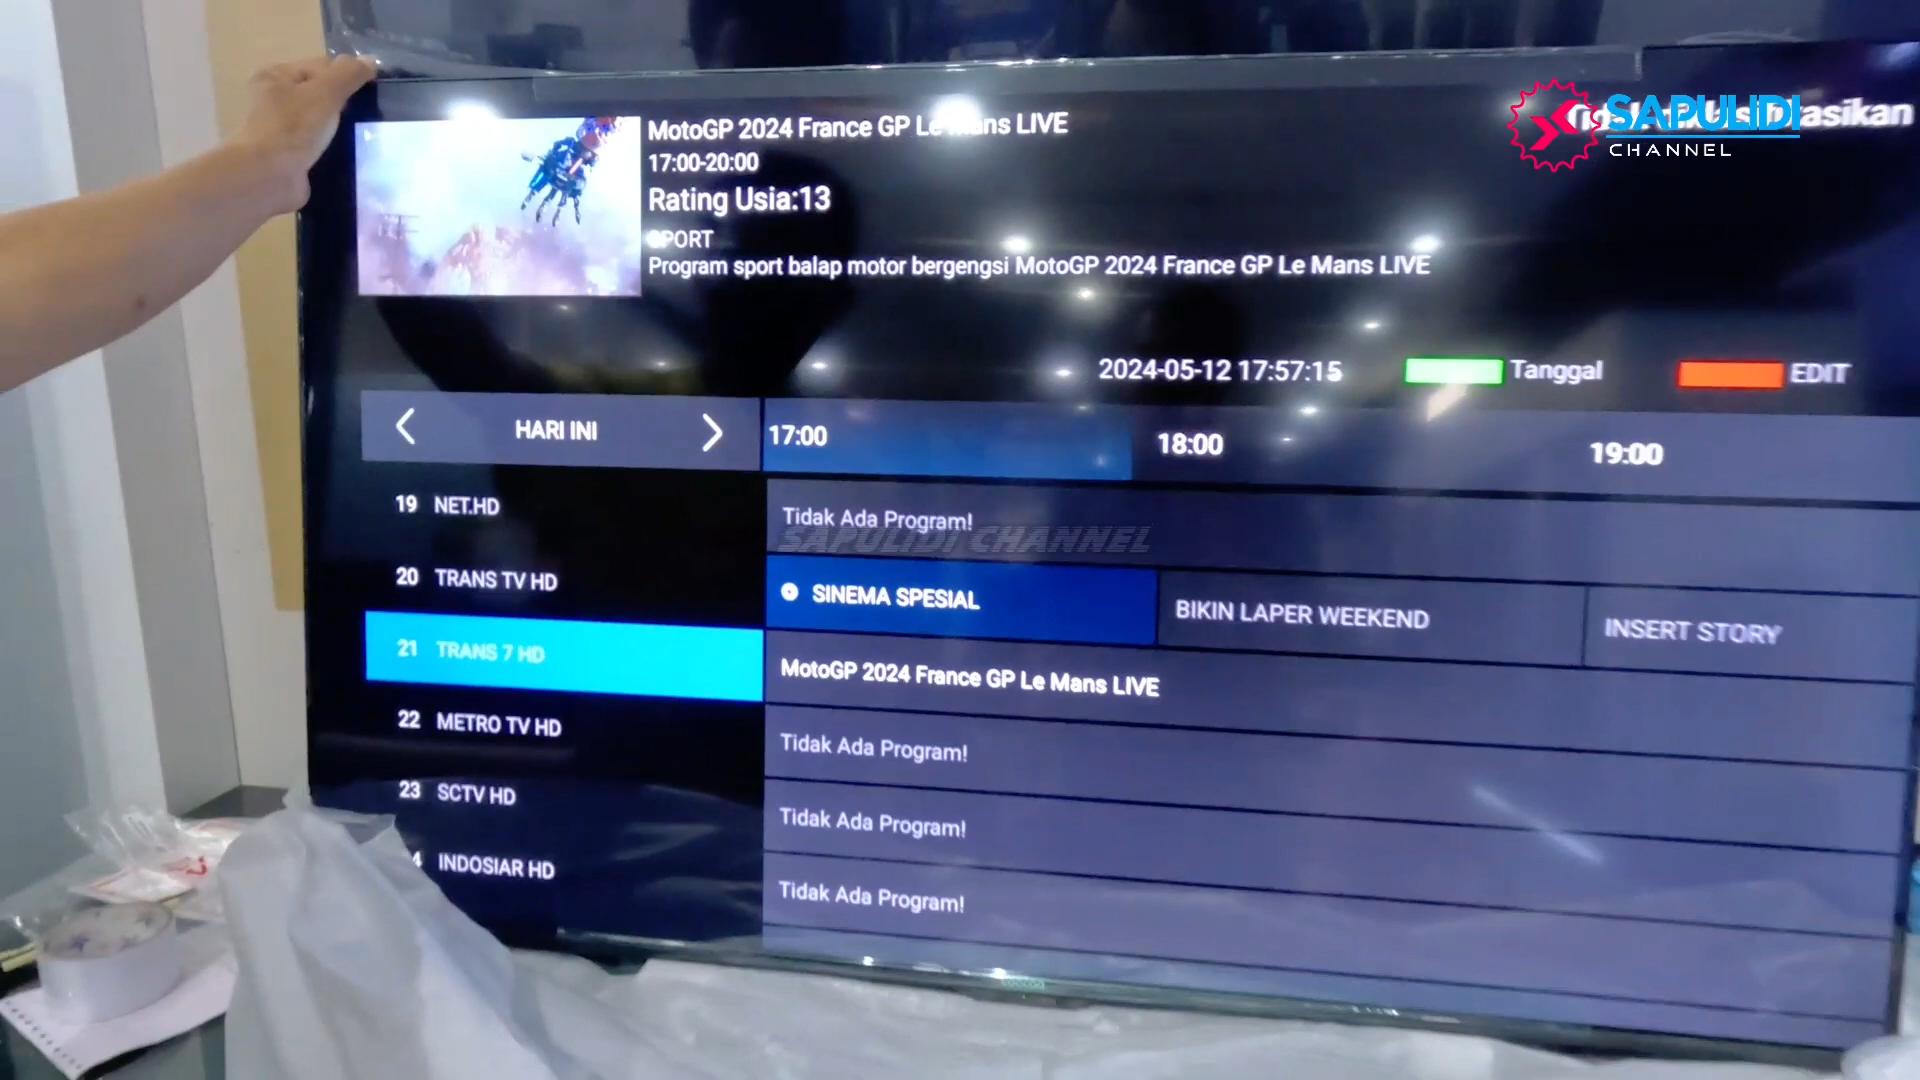 MotoGP 2024 France GP Le Mans LIVE
17:00-20:00
Rating Usia:13
SPORT
Program sport balap motor bergengsi MotoGP 2024 France GP Le Mans LIVE
SAPULIDI
CHANNEL
2024-05-12 17:57:15
Tanggal
EDIT
HARI INI
17:00
18:00
19:00
19 NET.HD
Tidak Ada Program!
SAPULIDI CHANNEL
20 TRANS TV HD
SINEMA SPESIAL
BIKIN LAPER WEEKEND
INSERT STORY
21 TRANS 7 HD
MotoGP 2024 France GP Le Mans LIVE
22 METRO TV HD
Tidak Ada Program!
23 SCTV HD
Tidak Ada Program!
4 INDOSIAR HD
Tidak Ada Program!
coocaa